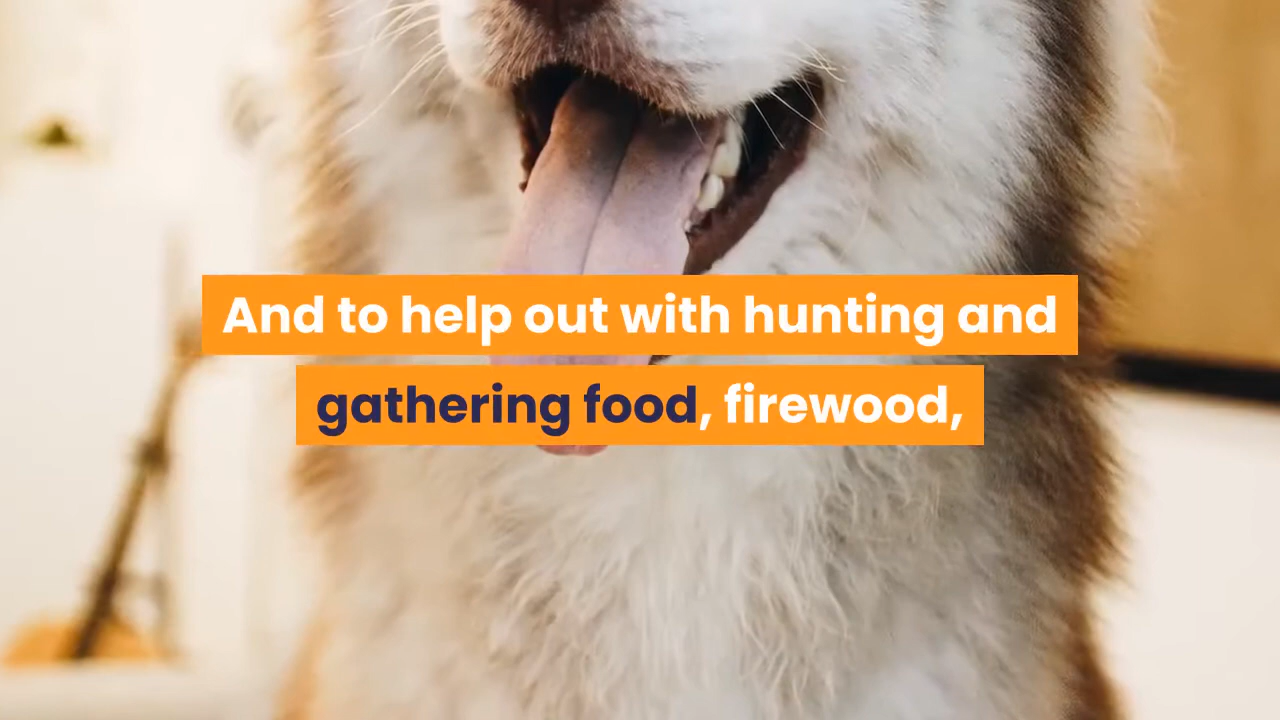 And to help out with hunting and
gathering food, firewood,